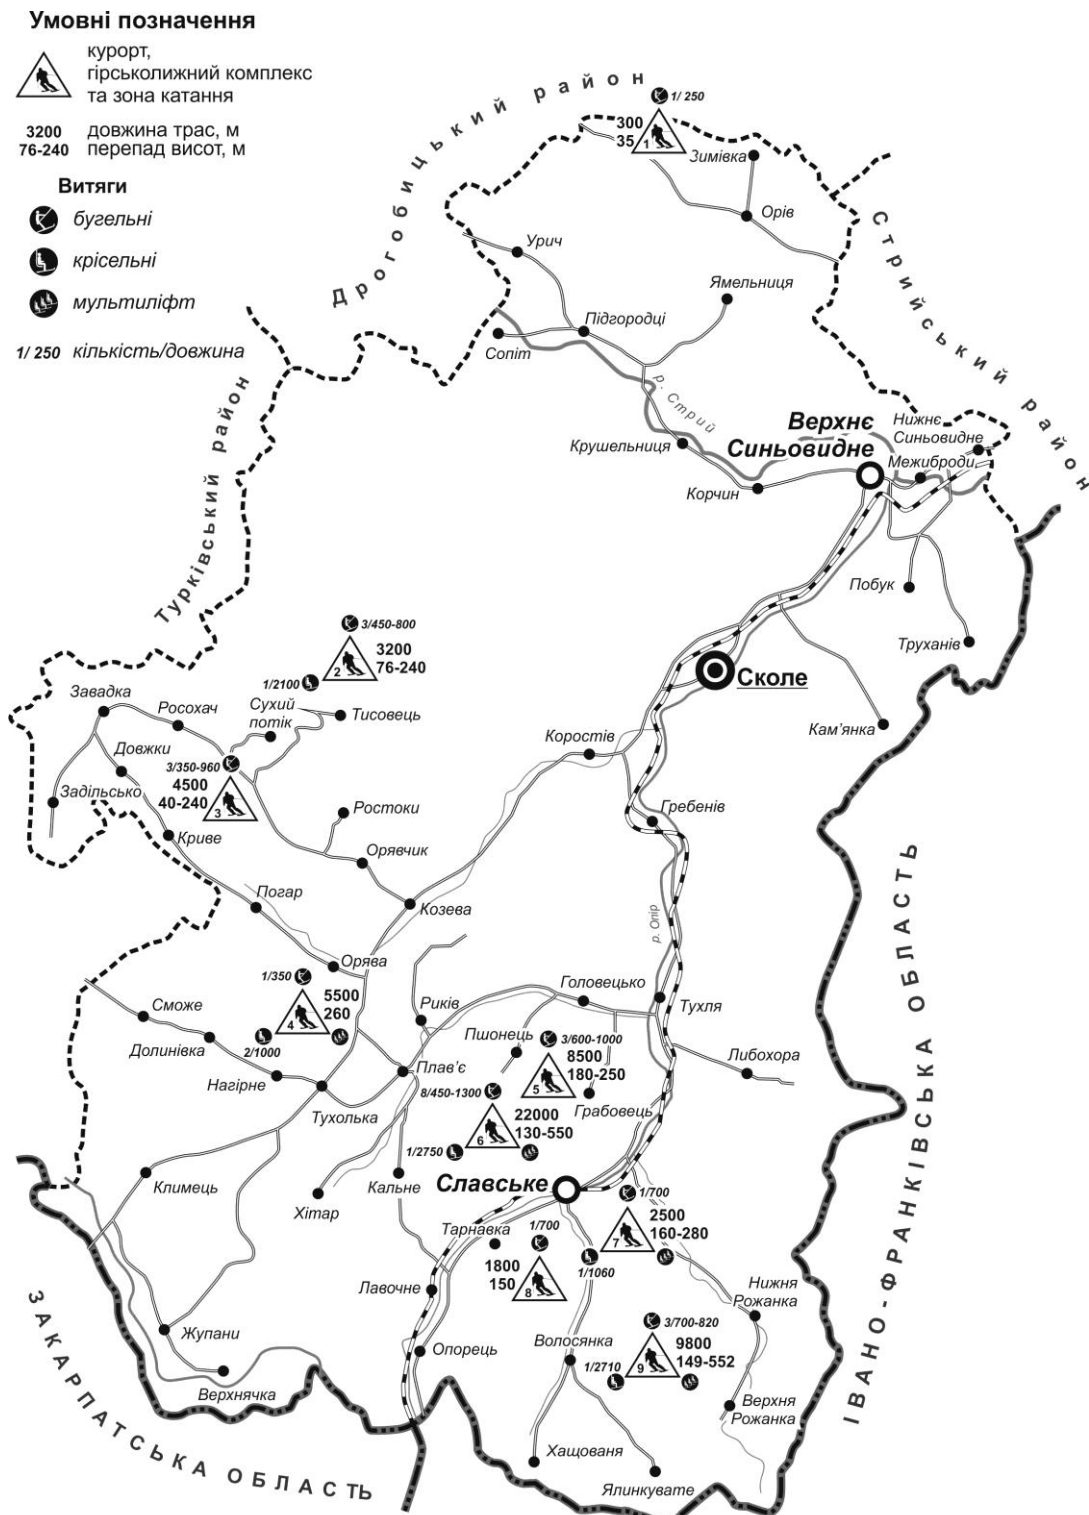 Умовні позначення
курорт,
гірськолижний комплекс
та зона катання
3200 довжина трас, м
76-240 перепад висот, м
Витяги
бугельні
крісельні
мультиліфт
1/ 250 кількість/довжина
Дрогобицький район
Стрийський район
Турківський район
ІВАНО-ФРАНКІВСЬКА ОБЛАСТЬ
ЗАКАРПАТСЬКА ОБЛАСТЬ
1/ 250
300
35
1
Зимівка
Орів
Урич
Ямельниця
Підгородці
Сопіт
р. Стрий
Крушельниця
Корчин
Верхнє
Синьовидне
Нижнє
Синьовидне
Межиброди
Побук
Труханів
Сколе
Кам’янка
3/450-800
3200
76-240
2
1/2100
Сухий
потік
Тисовець
Завадка
Росохач
Довжки
Задільсько
3/350-960
4500
40-240
3
Криве
Ростоки
Орявчик
Коростів
Гребенів
Погар
Козева
р. Опір
Орява
1/350
5500
260
4
2/1000
Сможе
Долинівка
Нагірне
Тухолька
Риків
Плав’є
Головецько
Тухля
Пшонець
3/600-1000
8500
180-250
5
Грабовець
Либохора
8/450-1300
22000
130-550
6
1/2750
Климець
Хітар
Кальне
Славське
1/700
2500
160-280
7
1/1060
Тарнавка
1/700
1800
150
8
Лавочне
Нижня
Рожанка
Жупани
Опорець
Волосянка
3/700-820
9800
149-552
9
1/2710
Верхнячка
Верхня
Рожанка
Хащованя
Ялинкувате